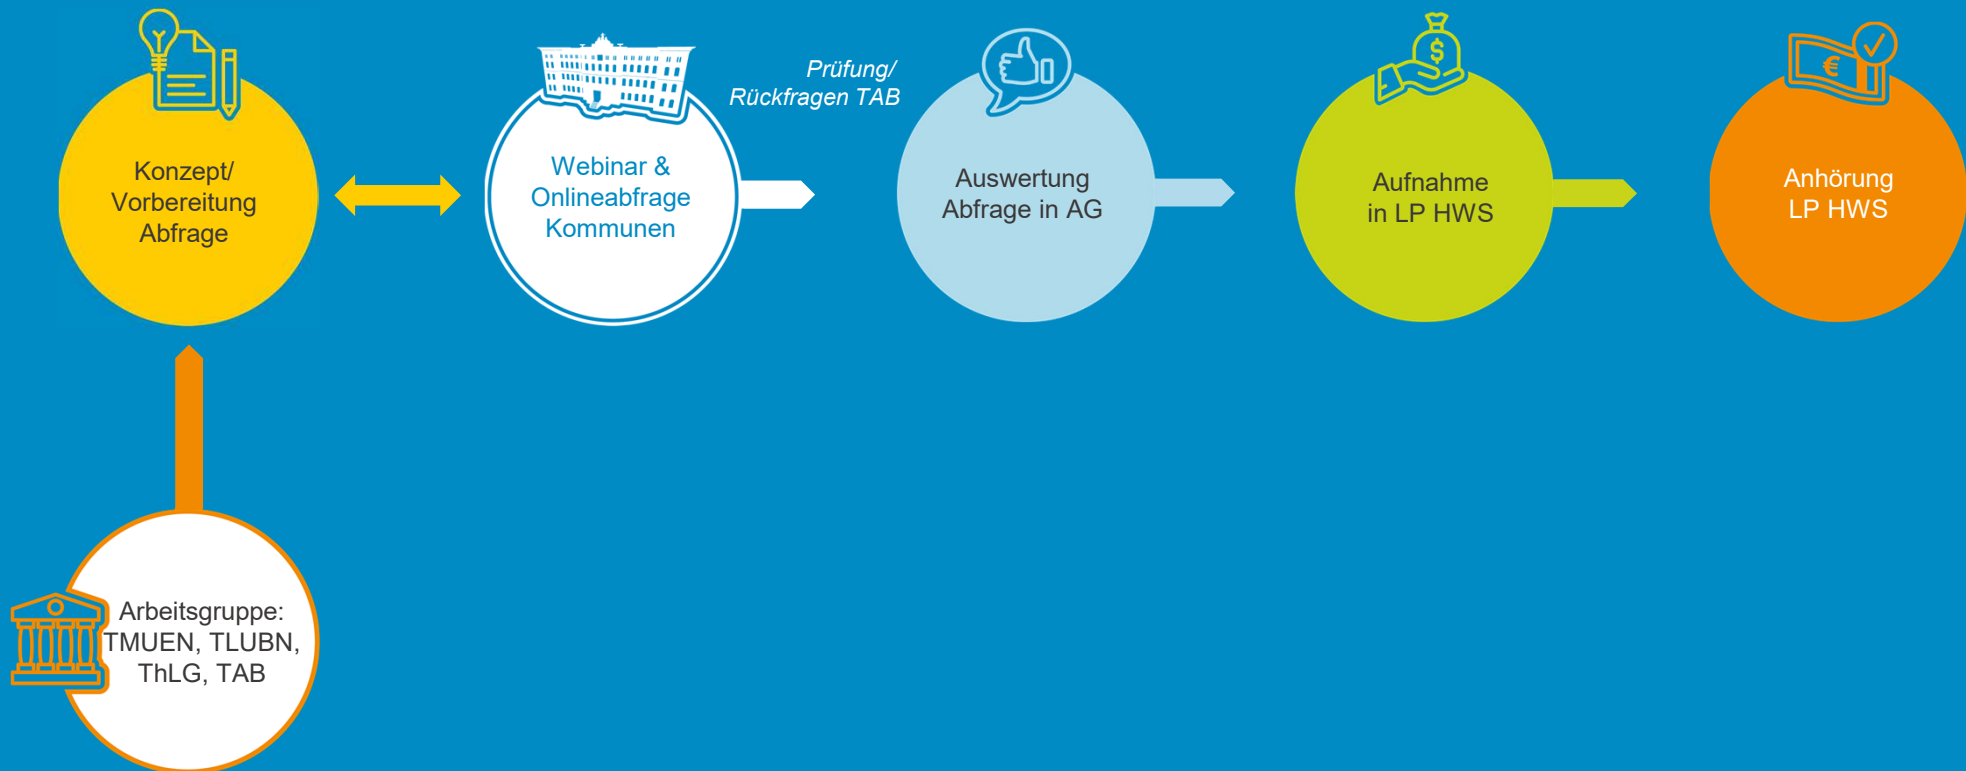 Konzept/
Vorbereitung
Abfrage
Webinar &
Onlineabfrage
Kommunen
Prüfung/
Rückfragen TAB
Auswertung
Abfrage in AG
Aufnahme
in LP HWS
$
Anhörung
LP HWS
€
Arbeitsgruppe:
TMUEN, TLUBN,
ThLG, TAB